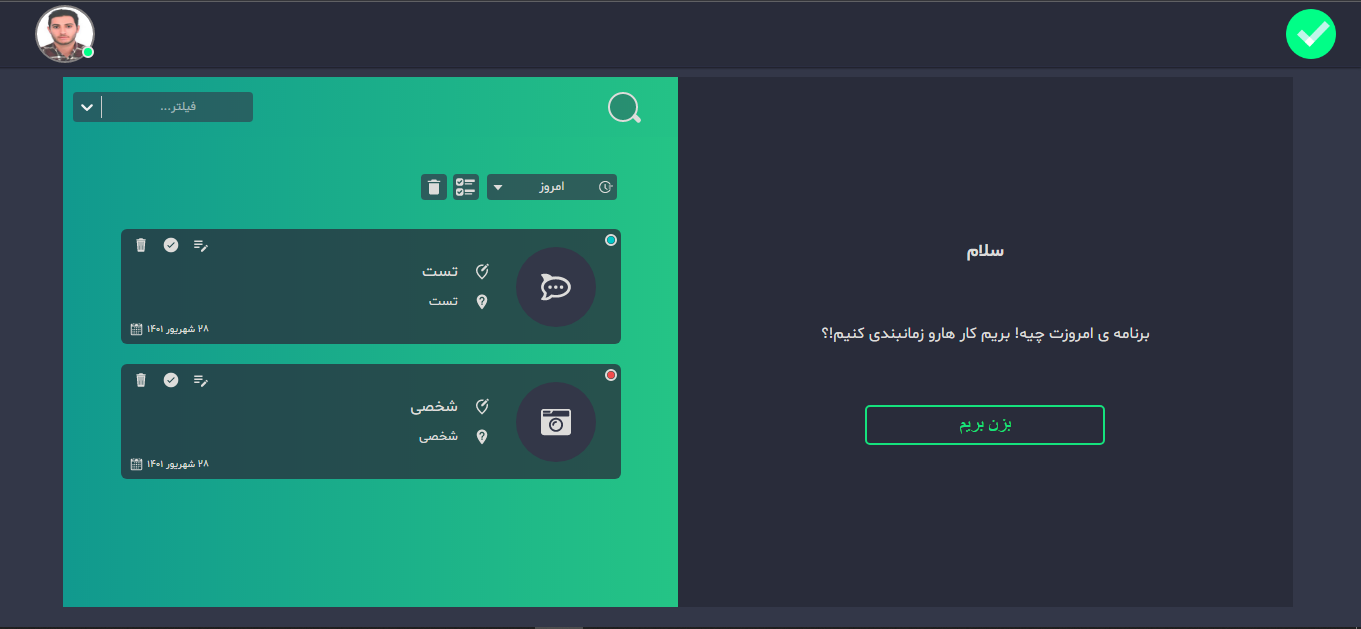 سلام
برنامه ی امروزت چیه! بریم کار هارو زمانبندی کنیم!؟
بزن بریم
فیلتر...
امروز
تست
تست
۲۸ شهریور ۱۴۰۱
شخصی
شخصی
۲۸ شهریور ۱۴۰۱